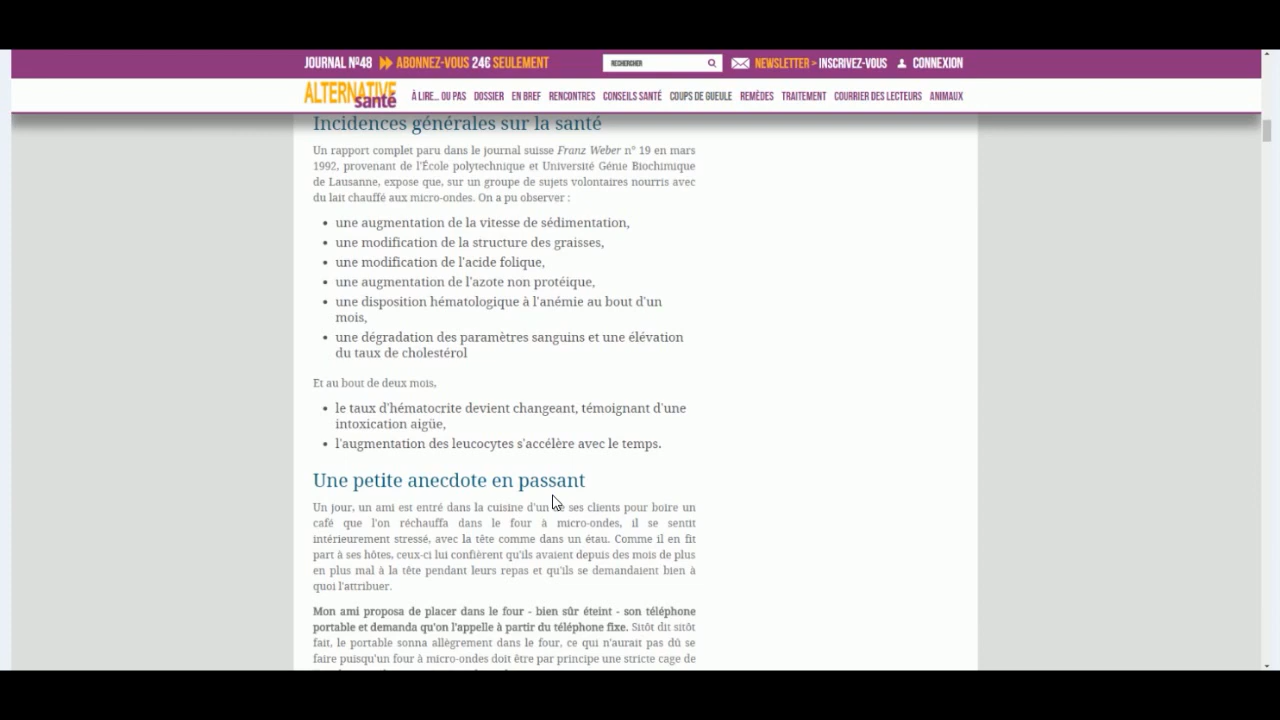 JOURNAL Nº48 ABONNEZ-VOUS 24€ SEULEMENT RECHERCHER NEWSLETTER > INSCRIVEZ-VOUS CONNEXION
ALTERNATIVE
santé
À LIRE... OU PAS DOSSIER EN BREF RENCONTRES CONSEILS SANTÉ COUPS DE GUEULE REMÈDES TRAITEMENT COURRIER DES LECTEURS ANIMAUX
Incidences générales sur la santé
Un rapport complet paru dans le journal suisse Franz Weber n° 19 en mars
1992, provenant de l'École polytechnique et Université Génie Biochimique
de Lausanne, expose que, sur un groupe de sujets volontaires nourris avec
du lait chauffé aux micro-ondes. On a pu observer :
• une augmentation de la vitesse de sédimentation,
• une modification de la structure des graisses,
• une modification de l'acide folique,
• une augmentation de l'azote non protéique,
• une disposition hématologique à l'anémie au bout d'un
mois,
• une dégradation des paramètres sanguins et une élévation
du taux de cholestérol
Et au bout de deux mois,
• le taux d'hématocrite devient changeant, témoignant d'une
intoxication aigüe,
• l'augmentation des leucocytes s'accélère avec le temps.
Une petite anecdote en passant
Un jour, un ami est entré dans la cuisine d'un ses clients pour boire un
café que l'on réchauffa dans le four à micro-ondes, il se sentit
intérieurement stressé, avec la tête comme dans un étau. Comme il en fit
part à ses hôtes, ceux-ci lui confièrent qu'ils avaient depuis des mois de plus
en plus mal à la tête pendant leurs repas et qu'ils se demandaient bien à
quoi l'attribuer.
Mon ami proposa de placer dans le four - bien sûr éteint - son téléphone
portable et demanda qu'on l'appelle à partir du téléphone fixe. Sitôt dit sitôt
fait, le portable sonna allègrement dans le four, ce qui n'aurait pas dû se
faire puisqu'un four à micro-ondes doit être par principe une stricte cage de